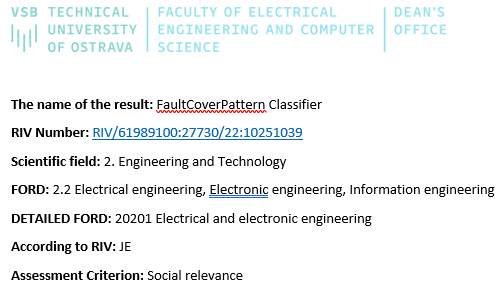 VSB TECHNICAL UNIVERSITY OF OSTRAVA
FACULTY OF ELECTRICAL ENGINEERING AND COMPUTER SCIENCE
DEAN'S OFFICE
The name of the result: FaultCoverPattern Classifier
RIV Number: RIV/61989100:27730/22:10251039
Scientific field: 2. Engineering and Technology
FORD: 2.2 Electrical engineering, Electronic engineering, Information engineering
DETAILED FORD: 20201 Electrical and electronic engineering
According to RIV: JE
Assessment Criterion: Social relevance